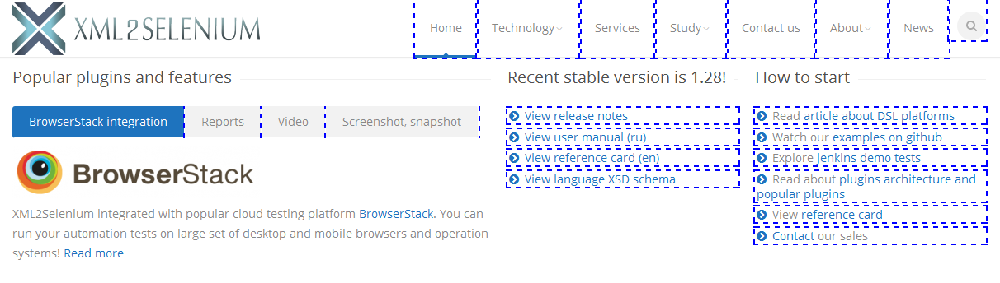 XML2SELENIUM
Home Technology Services Study Contact us About News
Popular plugins and features
BrowserStack integration Reports Video Screenshot, snapshot
BrowserStack
XML2Selenium integrated with popular cloud testing platform BrowserStack. You can
run your automation tests on large set of desktop and mobile browsers and operation
systems! Read more
Recent stable version is 1.28!
View release notes
View user manual (ru)
View reference card (en)
View language XSD schema
How to start
Read article about DSL platforms
Watch our examples on github
Explore jenkins demo tests
Read about plugins architecture and
popular plugins
View reference card
Contact our sales